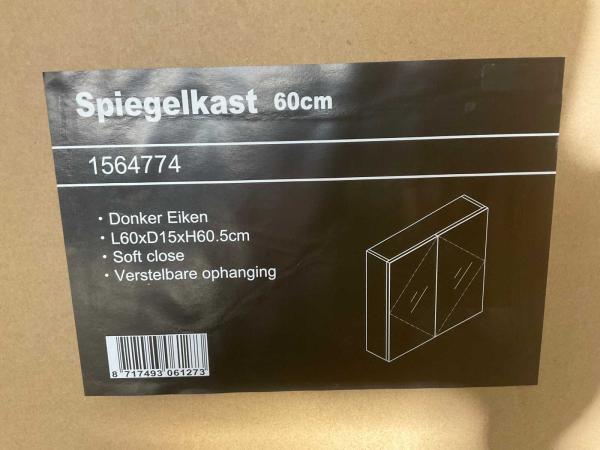 Spiegelkast 60cm
1564774
• Donker Eiken
• L60xD15xH60.5cm
• Soft close
• Verstelbare ophanging
8 717493 061273